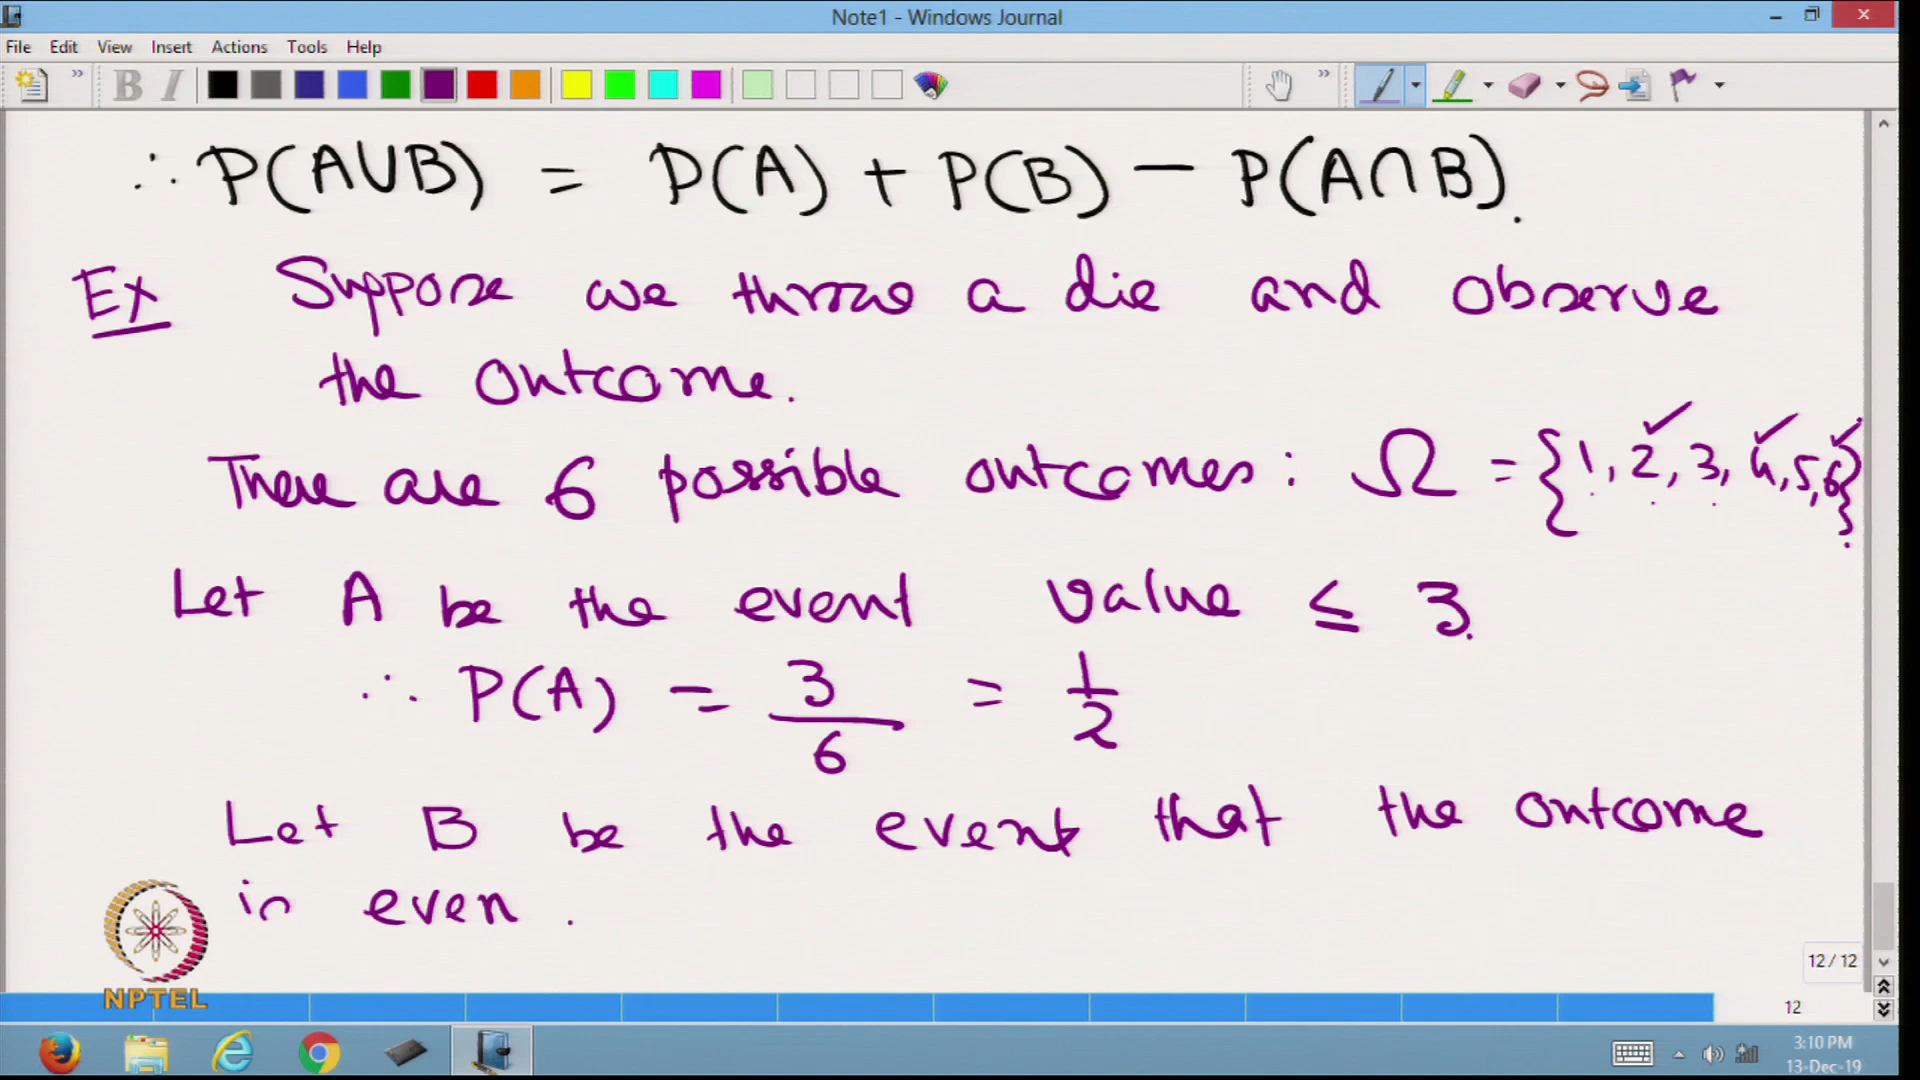 Note1 - Windows Journal
File Edit View Insert Actions Tools Help
B I
∴ P(A∪B) = P(A) + P(B) − P(A∩B).
Ex Suppose we throw a die and observe
the outcome.
There are 6 possible outcomes: Ω = {1, 2, 3, 4, 5, 6}
Let A be the event value ≤ 3.
∴ P(A) = 3/6 = 1/2
Let B be the event that the outcome
is even.
NPTEL
12 / 12
12
3:10 PM
13-Dec-19